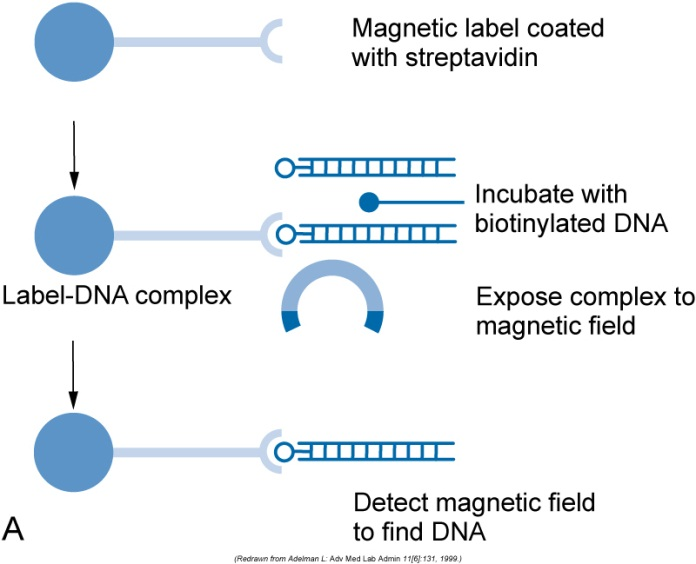 Magnetic label coated
with streptavidin
Incubate with
biotinylated DNA
Label-DNA complex
Expose complex to
magnetic field
Detect magnetic field
to find DNA
A
(Redrawn from Adelman L: Adv Med Lab Admin 11[6]:131, 1999.)